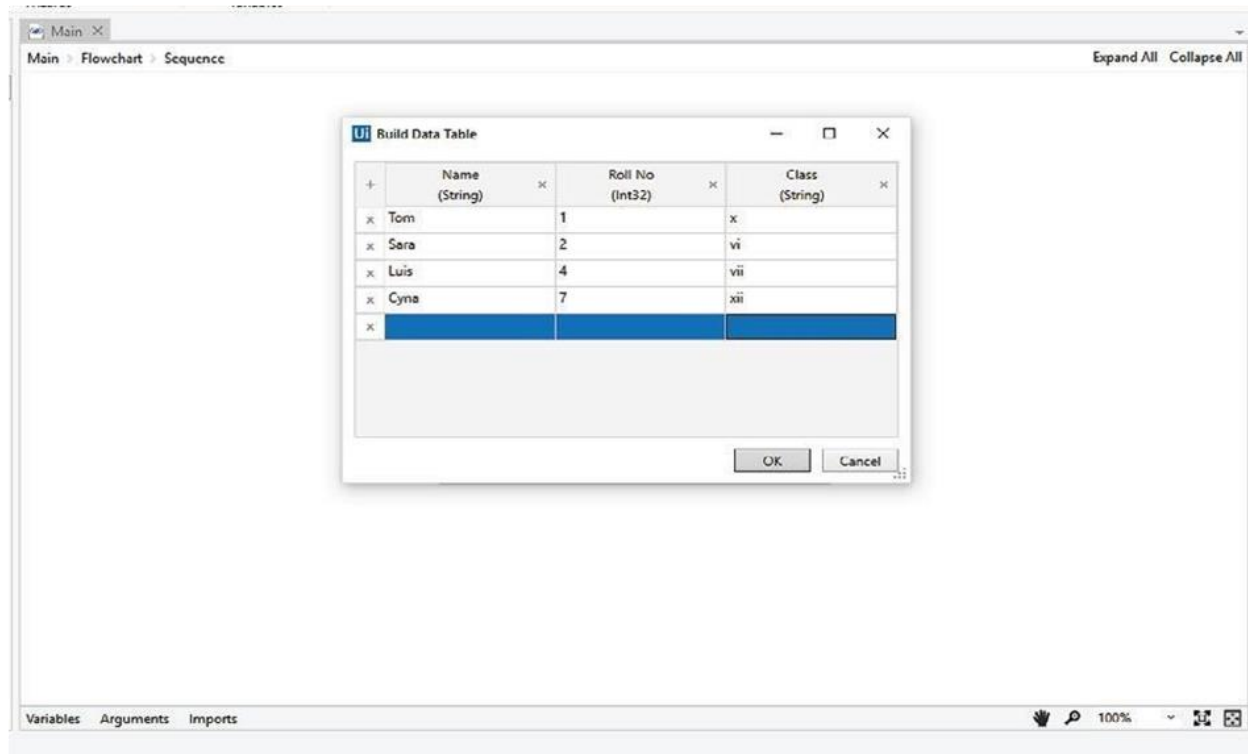 Main
Main > Flowchart > Sequence Expand All Collapse All
Ui Build Data Table
Name Roll No Class
(String) (Int32) (String)
Tom 1 x
Sara 2 vi
Luis 4 vii
Cyna 7 xii
OK Cancel
Variables Arguments Imports 100%